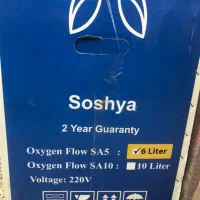 Soshya
2 Year Guaranty
Oxygen Flow SA5 : ✓6 Liter
Oxygen Flow SA10 : 10 Liter
Voltage: 220V